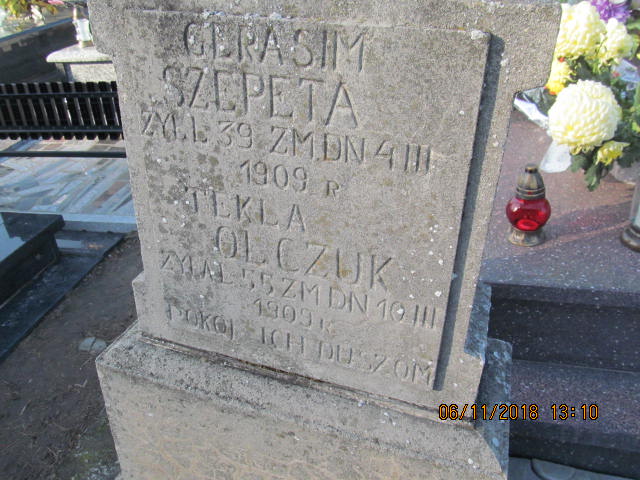 GERASIM
SZEPETA
ŻYŁ L 39 ZM. DN 4 III
1909 R
TEKLA
OLCZUK
ŻYŁA L 55 ZM DN 10 III
1909 R
POKÓJ ICH DUSZOM
06/11/2018 13:10